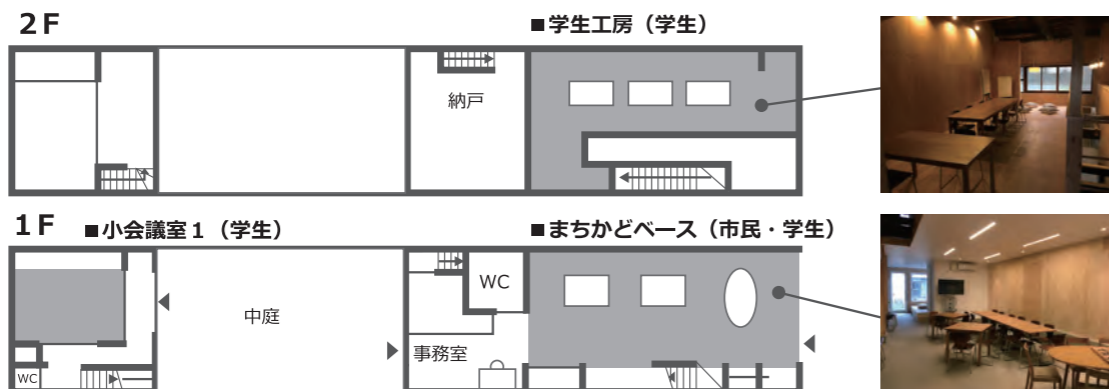 2F
■学生工房（学生）
納戸
1F
■小会議室１（学生）
■まちかどベース（市民・学生）
WC
中庭
事務室
WC